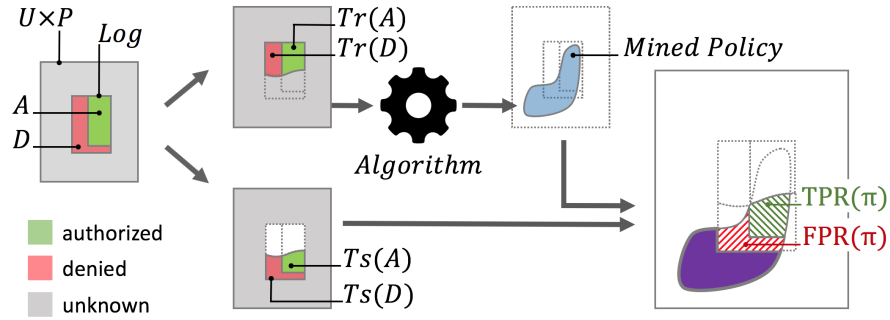 U×P
Log
A
D
authorized
denied
unknown
Tr(A)
Tr(D)
Algorithm
Mined Policy
Ts(A)
Ts(D)
TPR(π)
FPR(π)